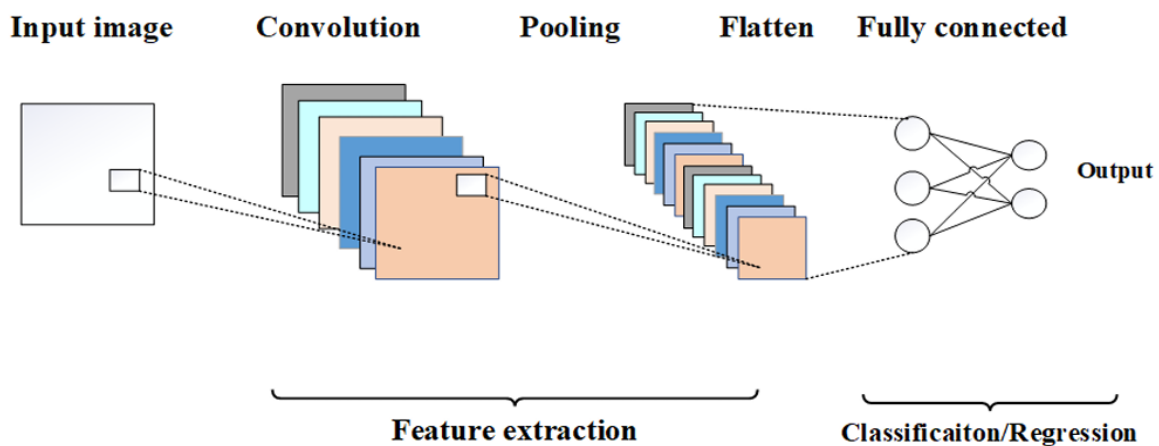 Input image Convolution Pooling Flatten Fully connected
Output
Feature extraction Classificaiton/Regression